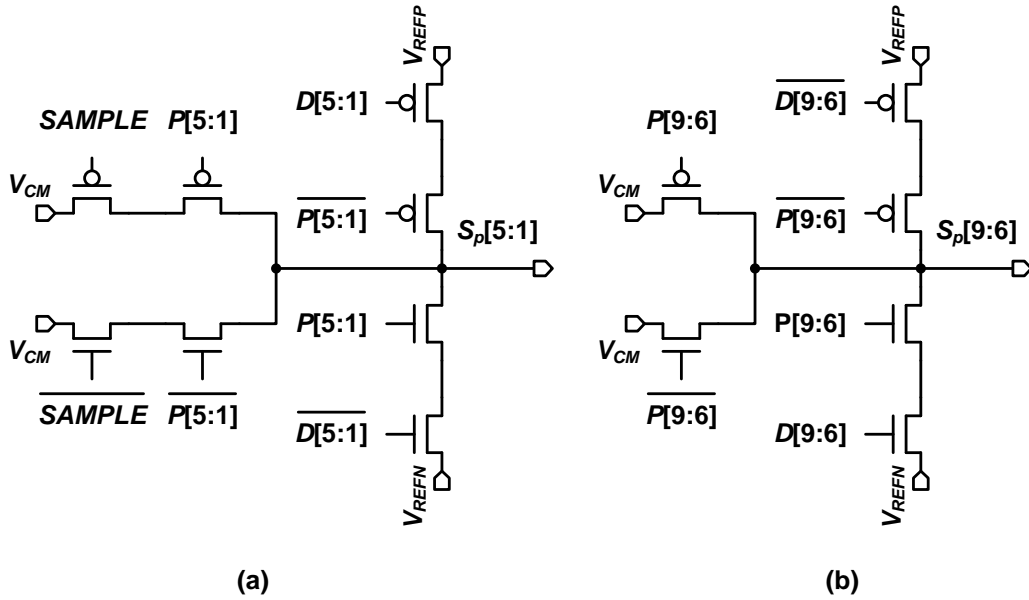 V_REFP
D[5:1]
SAMPLE P[5:1]
V_CM
P̅[̅5̅:̅1̅]̅
S_p[5:1]
P[5:1]
V_CM
S̅A̅M̅P̅L̅E̅ P̅[̅5̅:̅1̅]̅
D̅[̅5̅:̅1̅]̅
V_REFN
(a)
V_REFP
D̅[̅9̅:̅6̅]̅
P[9:6]
V_CM
P̅[̅9̅:̅6̅]̅
S_p[9:6]
P[9:6]
V_CM
P̅[̅9̅:̅6̅]̅
D[9:6]
V_REFN
(b)